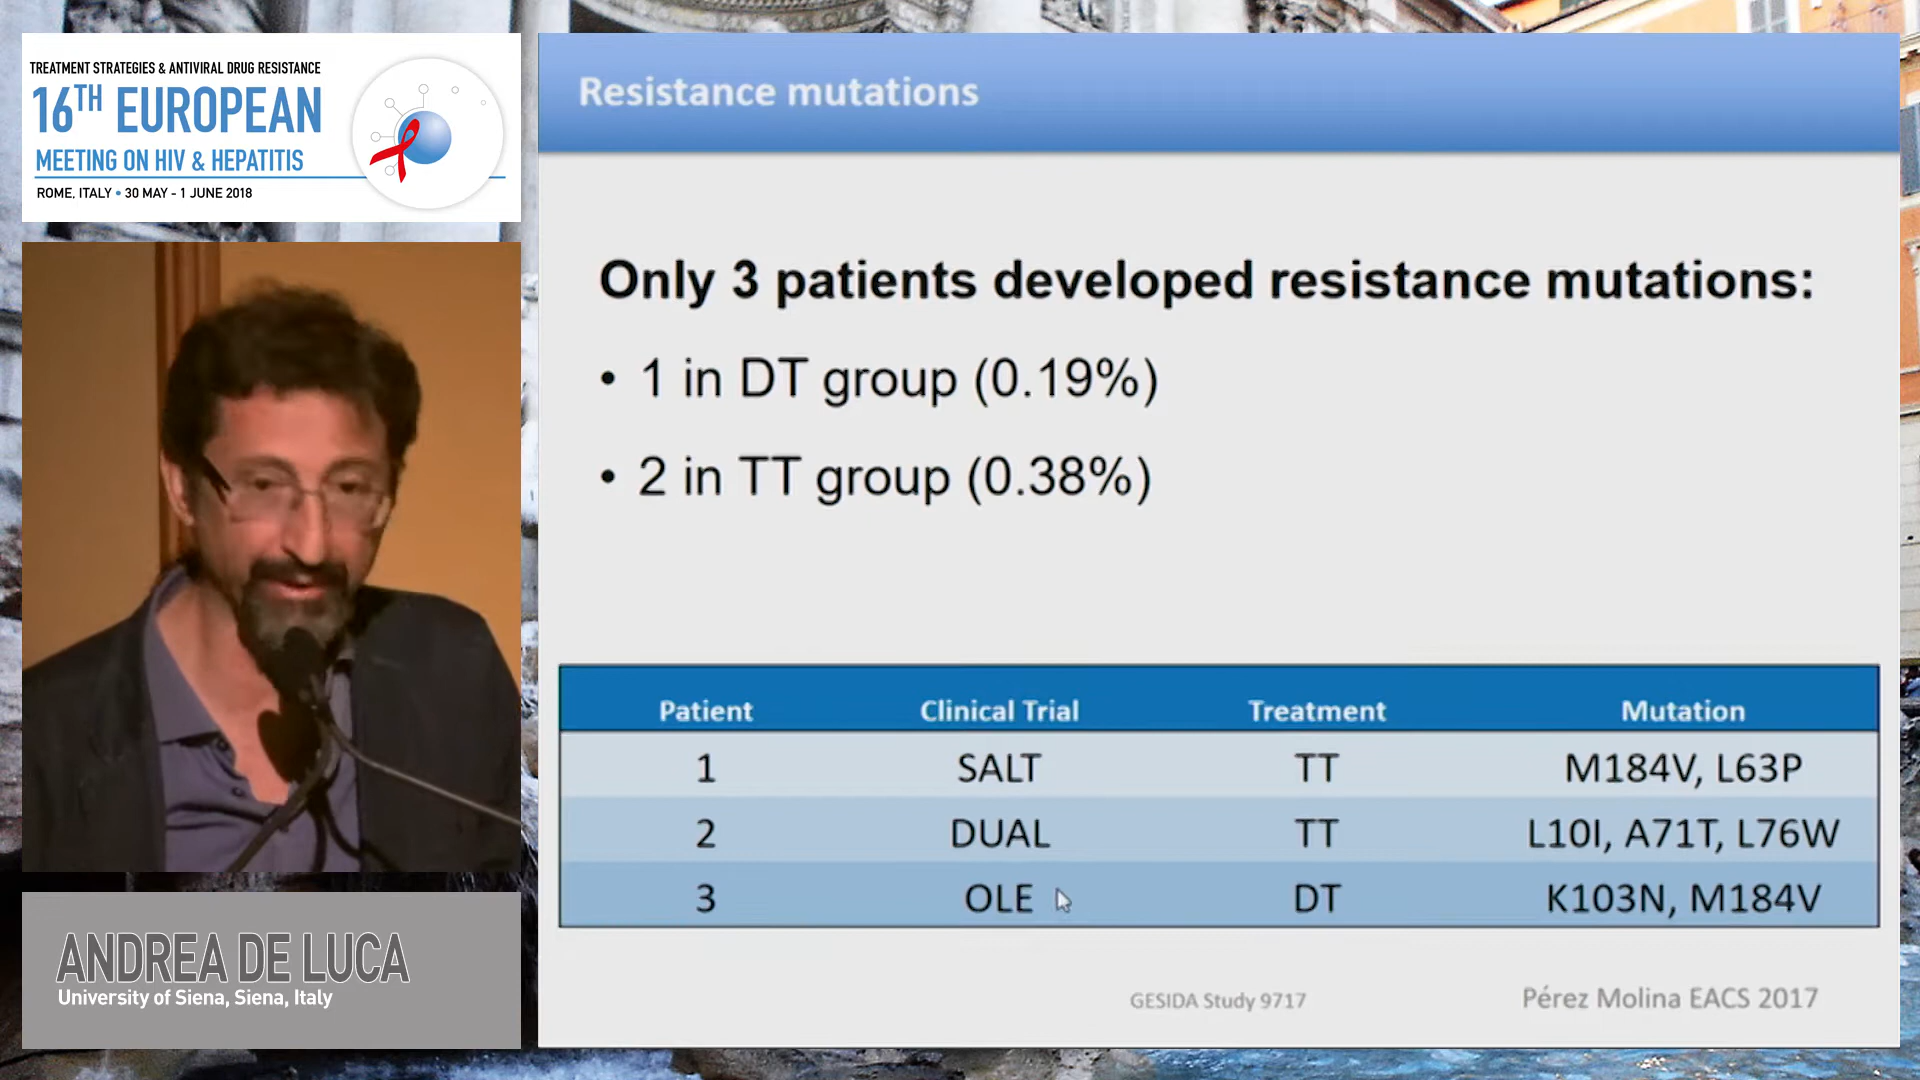 TREATMENT STRATEGIES & ANTIVIRAL DRUG RESISTANCE
16TH EUROPEAN
MEETING ON HIV & HEPATITIS
ROME, ITALY • 30 MAY - 1 JUNE 2018
ANDREA DE LUCA
University of Siena, Siena, Italy
Resistance mutations
Only 3 patients developed resistance mutations:
• 1 in DT group (0.19%)
• 2 in TT group (0.38%)
Patient Clinical Trial Treatment Mutation
1 SALT TT M184V, L63P
2 DUAL TT L10I, A71T, L76W
3 OLE DT K103N, M184V
GESIDA Study 9717
Pérez Molina EACS 2017